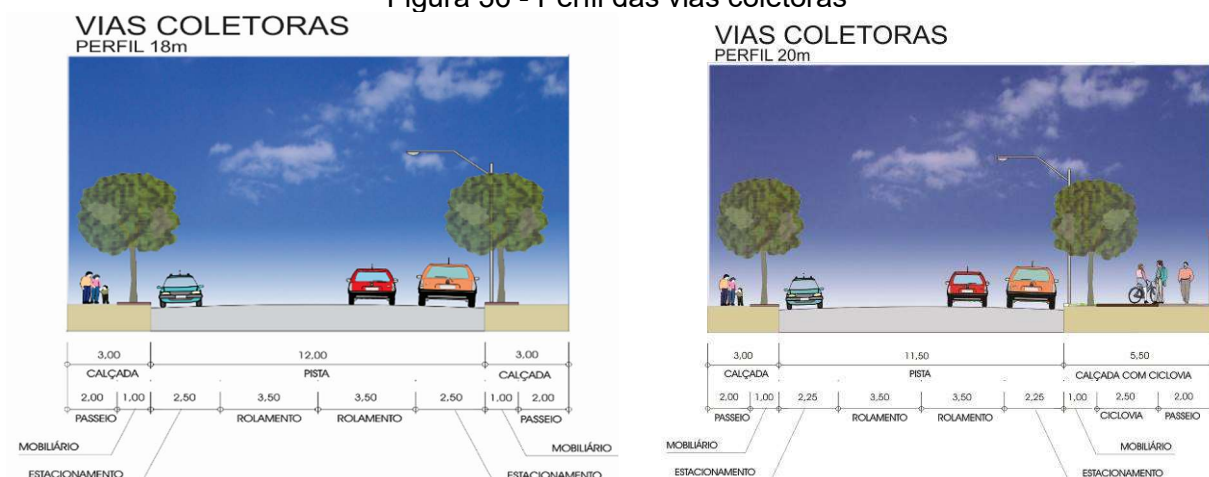 Figura 36 - Perfil das vias coletoras
VIAS COLETORAS
PERFIL 18m
3,00 12,00 3,00
CALÇADA PISTA CALÇADA
2,00 1,00 2,50 3,50 3,50 2,50 1,00 2,00
PASSEIO ROLAMENTO ROLAMENTO PASSEIO
MOBILIÁRIO MOBILIÁRIO
ESTACIONAMENTO ESTACIONAMENTO
VIAS COLETORAS
PERFIL 20m
3,00 11,50 5,50
CALÇADA PISTA CALÇADA COM CICLOVIA
2,00 1,00 2,25 3,50 3,50 2,25 1,00 2,50 2,00
PASSEIO ROLAMENTO ROLAMENTO CICLOVIA PASSEIO
MOBILIÁRIO MOBILIÁRIO
ESTACIONAMENTO ESTACIONAMENTO